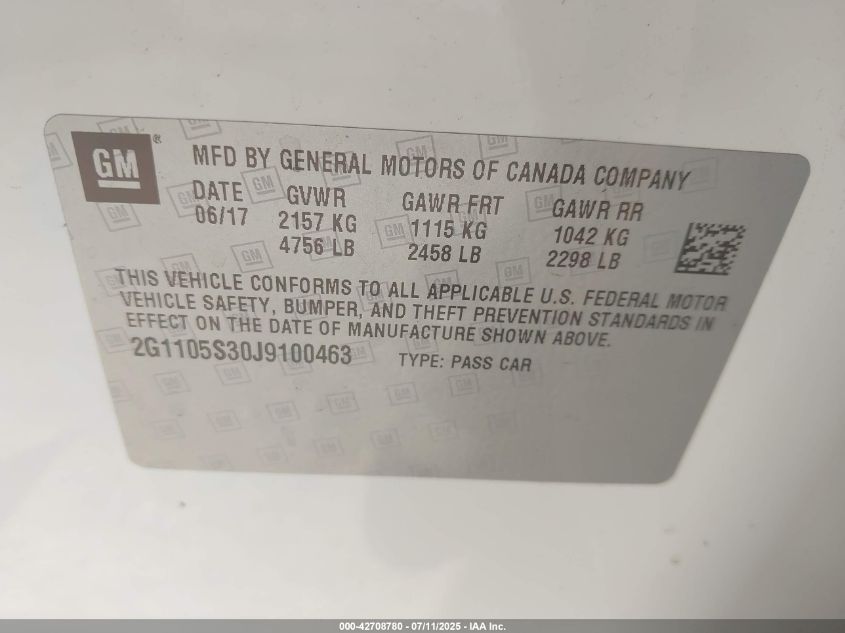 GM ®
MFD BY GENERAL MOTORS OF CANADA COMPANY
DATE GVWR GAWR FRT GAWR RR
06/17 2157 KG 1115 KG 1042 KG
4756 LB 2458 LB 2298 LB
THIS VEHICLE CONFORMS TO ALL APPLICABLE U.S. FEDERAL MOTOR
VEHICLE SAFETY, BUMPER, AND THEFT PREVENTION STANDARDS IN
EFFECT ON THE DATE OF MANUFACTURE SHOWN ABOVE.
2G1105S30J9100463 TYPE: PASS CAR
000-42708780 - 07/11/2025 - IAA Inc.